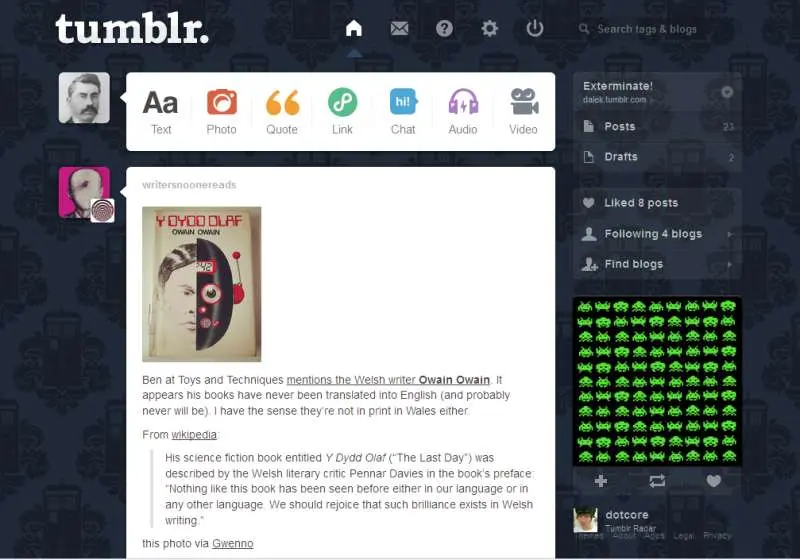 tumblr.
Search tags & blogs
Aa
hi!
Text
Photo
Quote
Link
Chat
Audio
Video
Exterminate!
dalek.tumblr.com
Posts 23
Drafts 2
Liked 8 posts
Following 4 blogs
Find blogs
writersnoonereads
Y DYDD OLAF
OWAIN OWAIN
Ben at Toys and Techniques mentions the Welsh writer Owain Owain. It
appears his books have never been translated into English (and probably
never will be). I have the sense they're not in print in Wales either.
From wikipedia:
His science fiction book entitled Y Dydd Olaf (“The Last Day”) was
described by the Welsh literary critic Pennar Davies in the book's preface:
“Nothing like this book has been seen before either in our language or in
any other language. We should rejoice that such brilliance exists in Welsh
writing.”
this photo via Gwenno
dotcore
Tumblr Radar
Themes About Apps Legal Privacy